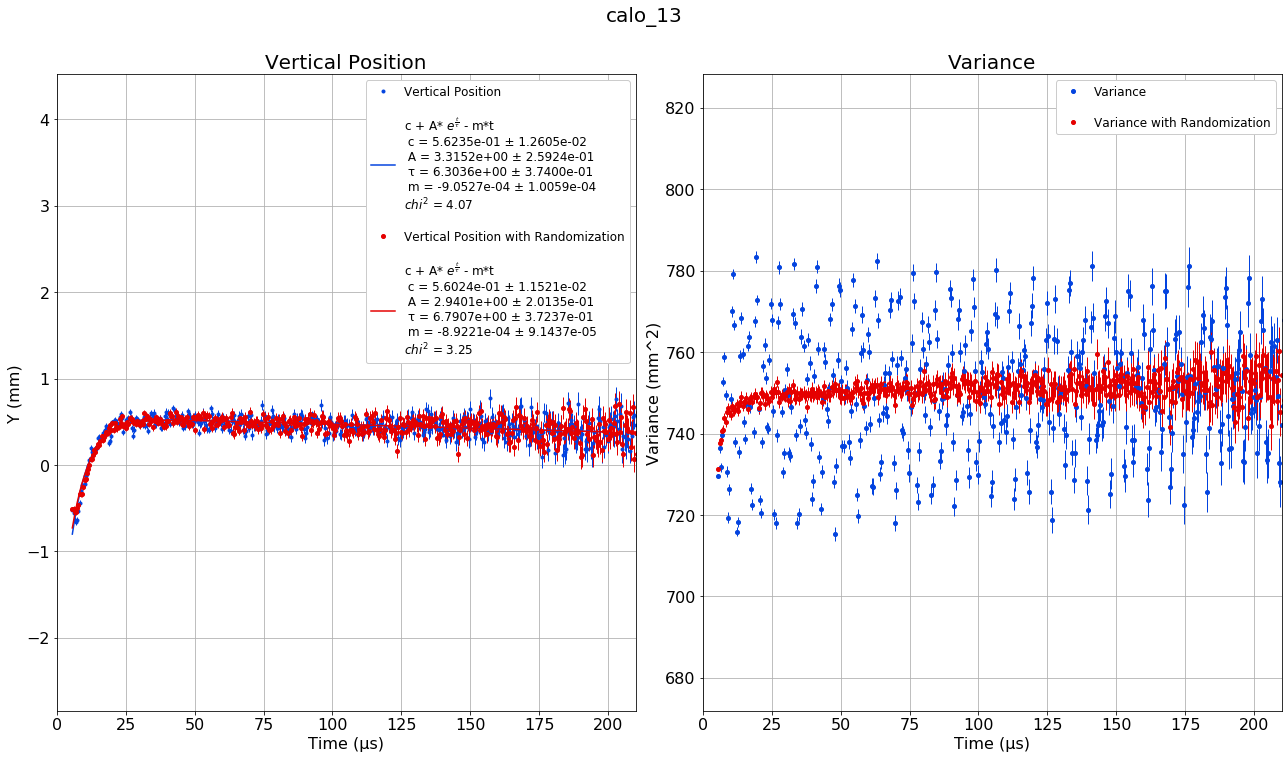 calo_13
Vertical Position
4
3
2
1
0
−1
−2
Y (mm)
0 25 50 75 100 125 150 175 200
Time (μs)
Vertical Position
c + A* e^{t/τ} - m*t
c = 5.6235e-01 ± 1.2605e-02
A = 3.3152e+00 ± 2.5924e-01
τ = 6.3036e+00 ± 3.7400e-01
m = -9.0527e-04 ± 1.0059e-04
chi² = 4.07
Vertical Position with Randomization
c + A* e^{t/τ} - m*t
c = 5.6024e-01 ± 1.1521e-02
A = 2.9401e+00 ± 2.0135e-01
τ = 6.7907e+00 ± 3.7237e-01
m = -8.9221e-04 ± 9.1437e-05
chi² = 3.25
Variance
820
800
780
760
740
720
700
680
Variance (mm^2)
0 25 50 75 100 125 150 175 200
Time (μs)
Variance
Variance with Randomization